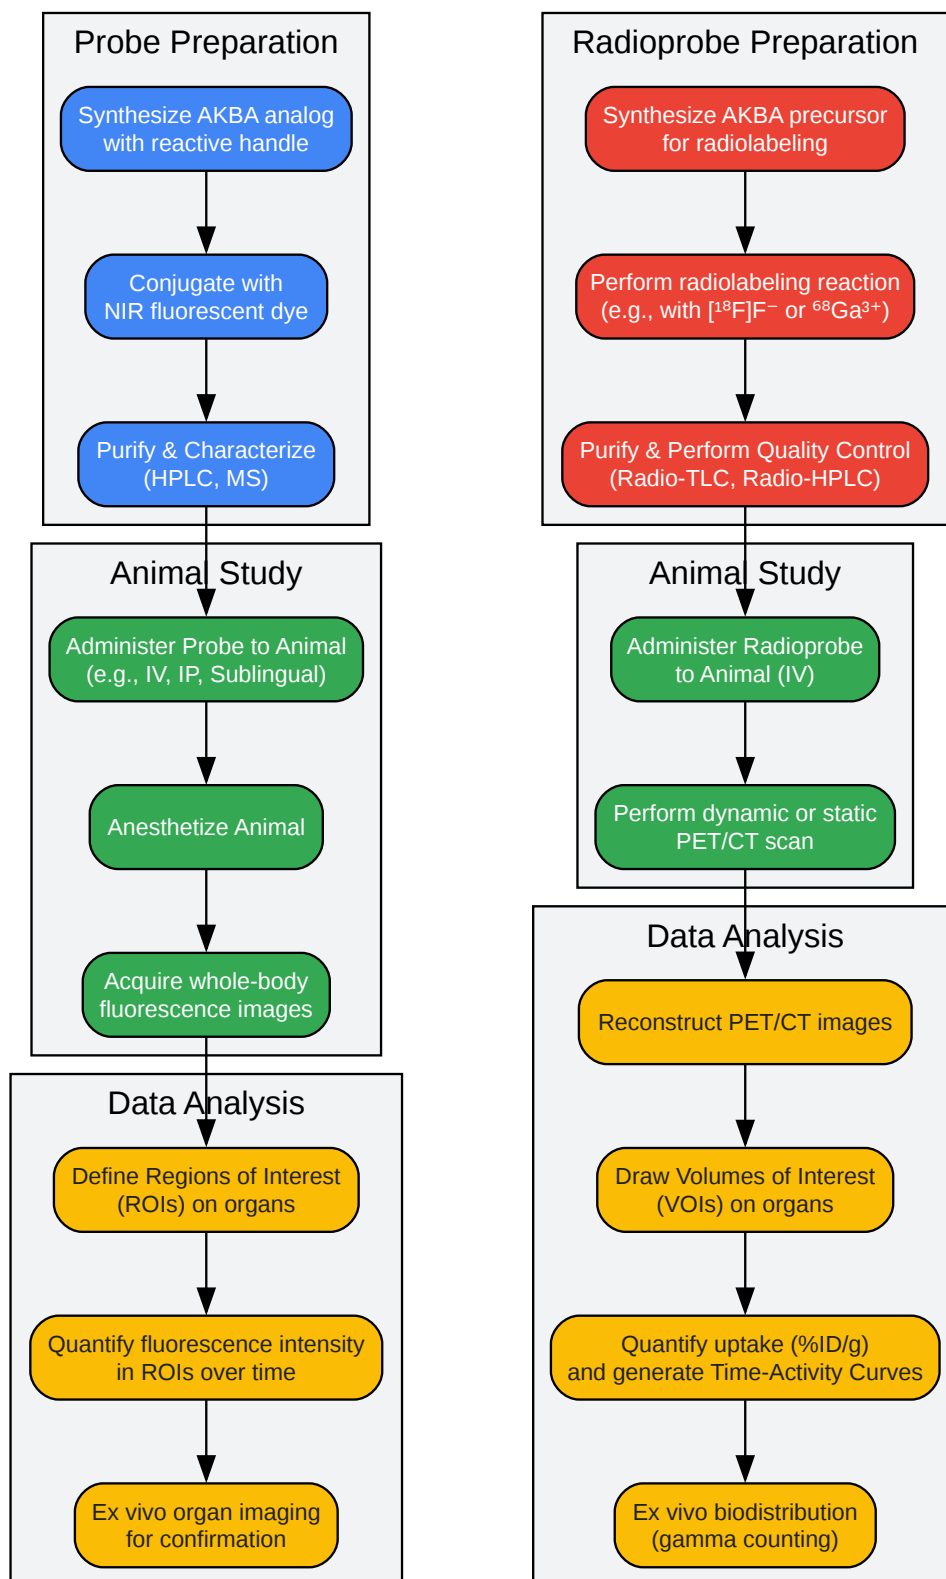 Probe Preparation
Synthesize AKBA analog
with reactive handle
Conjugate with
NIR fluorescent dye
Purify & Characterize
(HPLC, MS)
Animal Study
Administer Probe to Animal
(e.g., IV, IP, Sublingual)
Anesthetize Animal
Acquire whole-body
fluorescence images
Data Analysis
Define Regions of Interest
(ROIs) on organs
Quantify fluorescence intensity
in ROIs over time
Ex vivo organ imaging
for confirmation
Radioprobe Preparation
Synthesize AKBA precursor
for radiolabeling
Perform radiolabeling reaction
(e.g., with [¹⁸F]F⁻ or ⁶⁸Ga³⁺)
Purify & Perform Quality Control
(Radio-TLC, Radio-HPLC)
Animal Study
Administer Radioprobe
to Animal (IV)
Perform dynamic or static
PET/CT scan
Data Analysis
Reconstruct PET/CT images
Draw Volumes of Interest
(VOIs) on organs
Quantify uptake (%ID/g)
and generate Time-Activity Curves
Ex vivo biodistribution
(gamma counting)